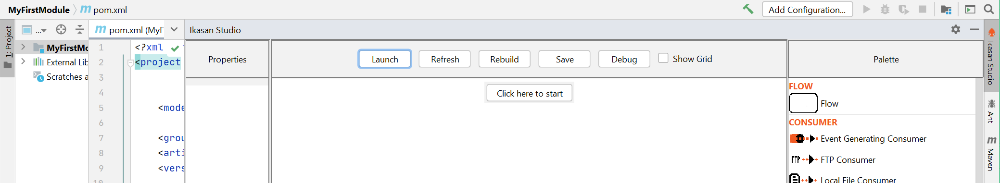 MyFirstModule pom.xml
Add Configuration...
1: Project
...
pom.xml (MyF
Ikasan Studio
MyFirstMo
External Lib
Scratches a
1 <?xml
2 <project
3
4
5 <mode
6
7 <grou
8 <arti
9 <vers
10
Properties
Launch Refresh Rebuild Save Debug Show Grid
Click here to start
Palette
FLOW
Flow
CONSUMER
Event Generating Consumer
FTP FTP Consumer
Local File Consumer
Ikasan Studio
Ant
m Maven